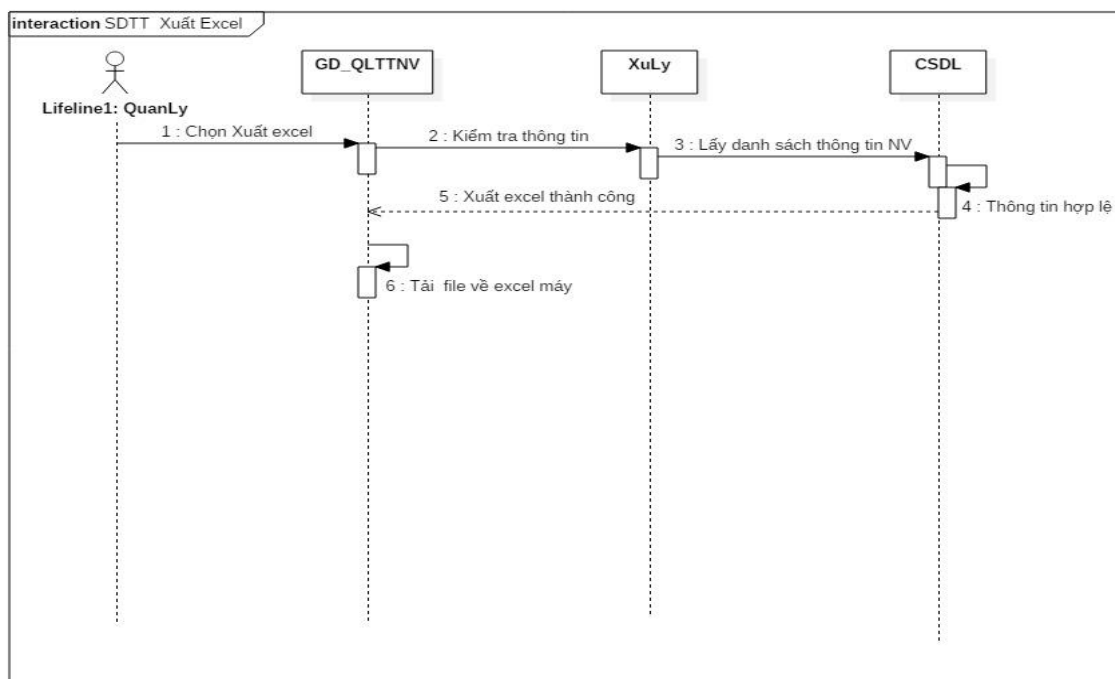 interaction SDTT Xuất Excel
GD_QLTTNV
XuLy
CSDL
Lifeline1: QuanLy
1 : Chọn Xuất excel
2 : Kiểm tra thông tin
3 : Lấy danh sách thông tin NV
5 : Xuất excel thành công
4 : Thông tin hợp lệ
6 : Tải file về excel máy